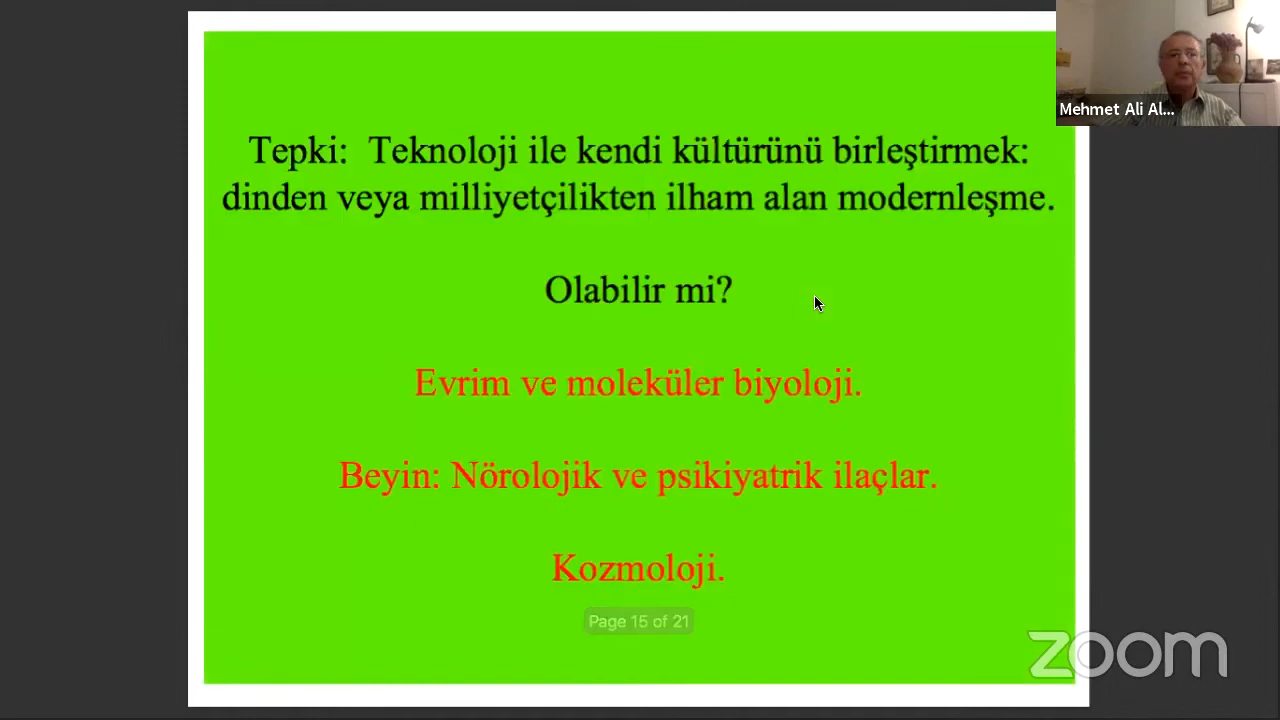 Mehmet Ali Al...
Tepki: Teknoloji ile kendi kültürünü birleştirmek:
dinden veya milliyetçilikten ilham alan modernleşme.
Olabilir mi?
Evrim ve moleküler biyoloji.
Beyin: Nörolojik ve psikiyatrik ilaçlar.
Kozmoloji.
Page 15 of 21
zoom